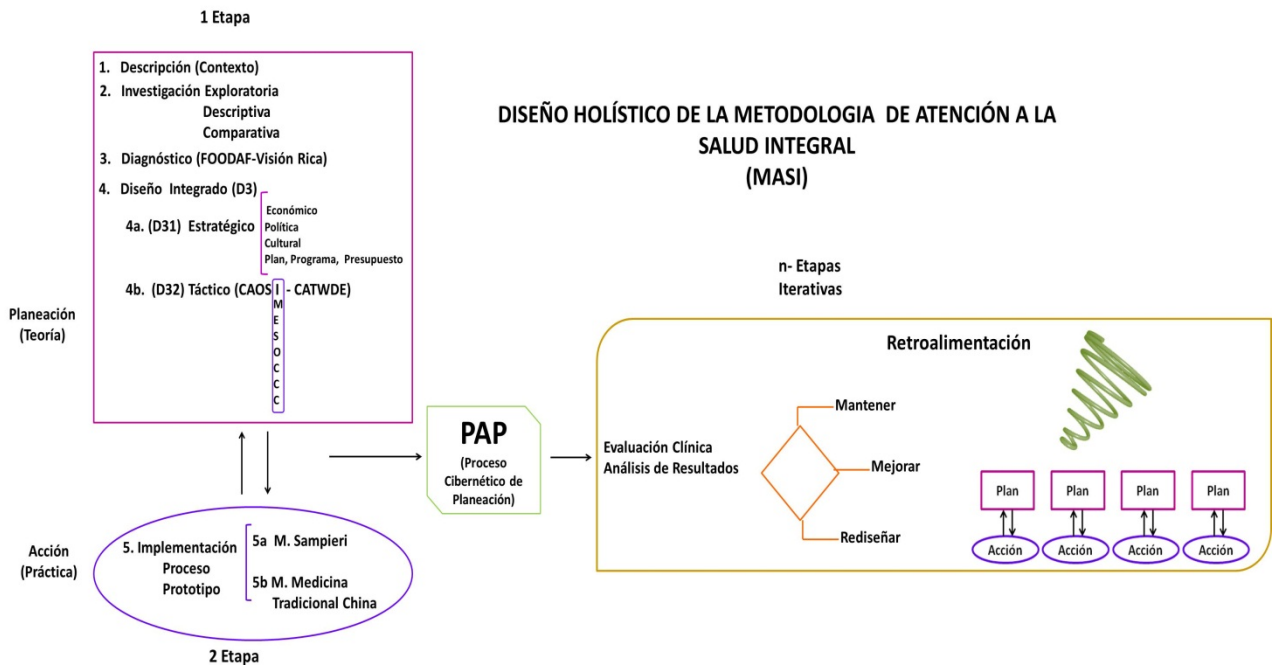 1 Etapa
1. Descripción (Contexto)
2. Investigación Exploratoria
Descriptiva
Comparativa
3. Diagnóstico (FOODAF-Visión Rica)
4. Diseño Integrado (D3)
4a. (D31) Estratégico
Económico
Política
Cultural
Plan, Programa, Presupuesto
4b. (D32) Táctico (CAOSI - CATWDE)
M
E
S
O
C
C
C
Planeación
(Teoría)
DISEÑO HOLÍSTICO DE LA METODOLOGIA DE ATENCIÓN A LA
SALUD INTEGRAL
(MASI)
PAP
(Proceso
Cibernético de
Planeación)
n- Etapas
Iterativas
Retroalimentación
Evaluación Clínica
Análisis de Resultados
Mantener
Mejorar
Rediseñar
Plan
Plan
Plan
Plan
Acción
Acción
Acción
Acción
Acción
(Práctica)
5. Implementación
Proceso
Prototipo
5a M. Sampieri
5b M. Medicina
Tradicional China
2 Etapa